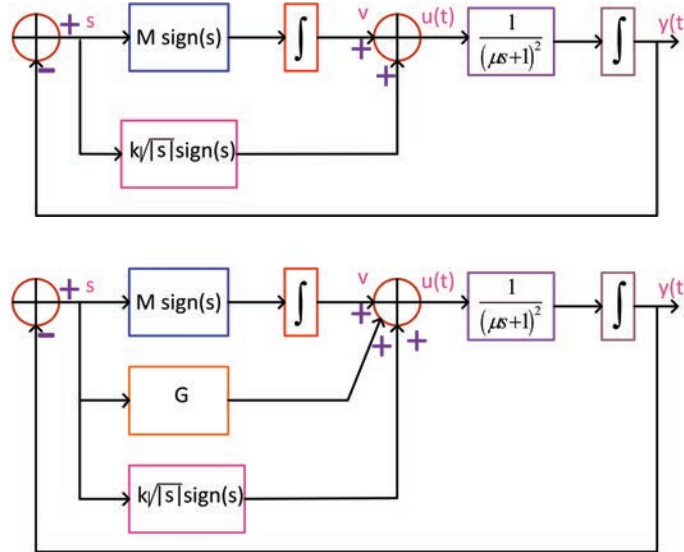 + s M sign(s) ∫ v u(t) 1/(μs+1)² ∫ y(t
− + +
k√|s| sign(s)
+ s M sign(s) ∫ v u(t) 1/(μs+1)² ∫ y(t
− + + +
G
k√|s| sign(s)